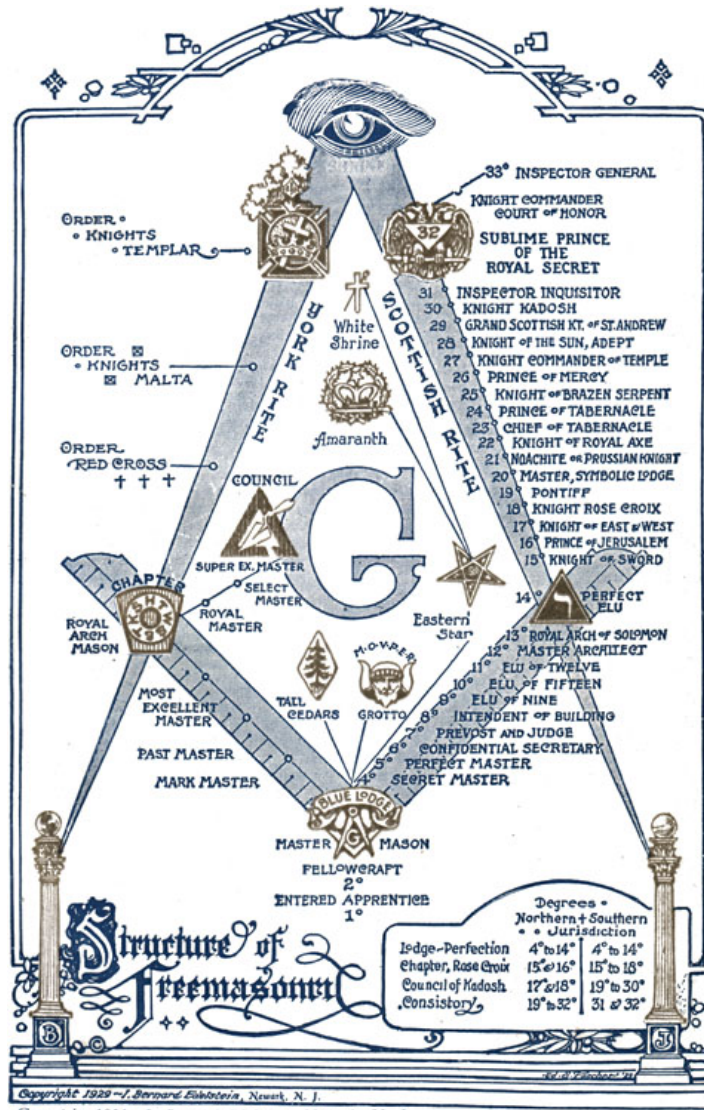 SHRINE
33° INSPECTOR GENERAL
KNIGHT COMMANDER
COURT OF HONOR
32
SUBLIME PRINCE
OF THE
ROYAL SECRET
ORDER
KNIGHTS
TEMPLAR
31 INSPECTOR INQUISITOR
30 KNIGHT KADOSH
29 GRAND SCOTTISH KT. OF ST. ANDREW
28 KNIGHT OF THE SUN, ADEPT
27 KNIGHT COMMANDER OF TEMPLE
26 PRINCE OF MERCY
25 KNIGHT OF BRAZEN SERPENT
24 PRINCE OF TABERNACLE
23 CHIEF OF TABERNACLE
22 KNIGHT OF ROYAL AXE
21 NOACHITE OR PRUSSIAN KNIGHT
20 MASTER, SYMBOLIC LODGE
19 PONTIFF
18 KNIGHT ROSE CROIX
17 KNIGHT OF EAST & WEST
16 PRINCE OF JERUSALEM
15 KNIGHT OF SWORD
14 PERFECT
ELU
YORK RITE
SCOTTISH RITE
White
Shrine
Amaranth
ORDER
KNIGHTS
MALTA
ORDER
RED CROSS
COUNCIL
SUPER EX. MASTER
SELECT
MASTER
ROYAL
MASTER
G
Eastern
Star
CHAPTER
KSHTWSST
ROYAL
ARCH
MASON
13° ROYAL ARCH OF SOLOMON
12° MASTER ARCHITECT
11° ELU OF TWELVE
10° ELU OF FIFTEEN
9° ELU OF NINE
8° INTENDENT OF BUILDING
7° PREVOST AND JUDGE
6° CONFIDENTIAL SECRETARY
5° PERFECT MASTER
4° SECRET MASTER
MOST
EXCELLENT
MASTER
PAST MASTER
MARK MASTER
TALL
CEDARS
M.O.V.P.E.R.
GROTTO
BLUE LODGE
G
MASTER MASON
FELLOWCRAFT
2°
ENTERED APPRENTICE
1°
Structure of
Freemasonry
Degrees
Northern + Southern
Jurisdiction
Lodge-Perfection 4° to 14° 4° to 14°
Chapter, Rose Croix 15° & 16° 15° to 18°
Council of Kadosh 17° & 18° 19° to 30°
Consistory 19° to 32° 31 & 32°
B
J
Copyright 1929 - J. Bernard Edelstein, Newark, N. J.